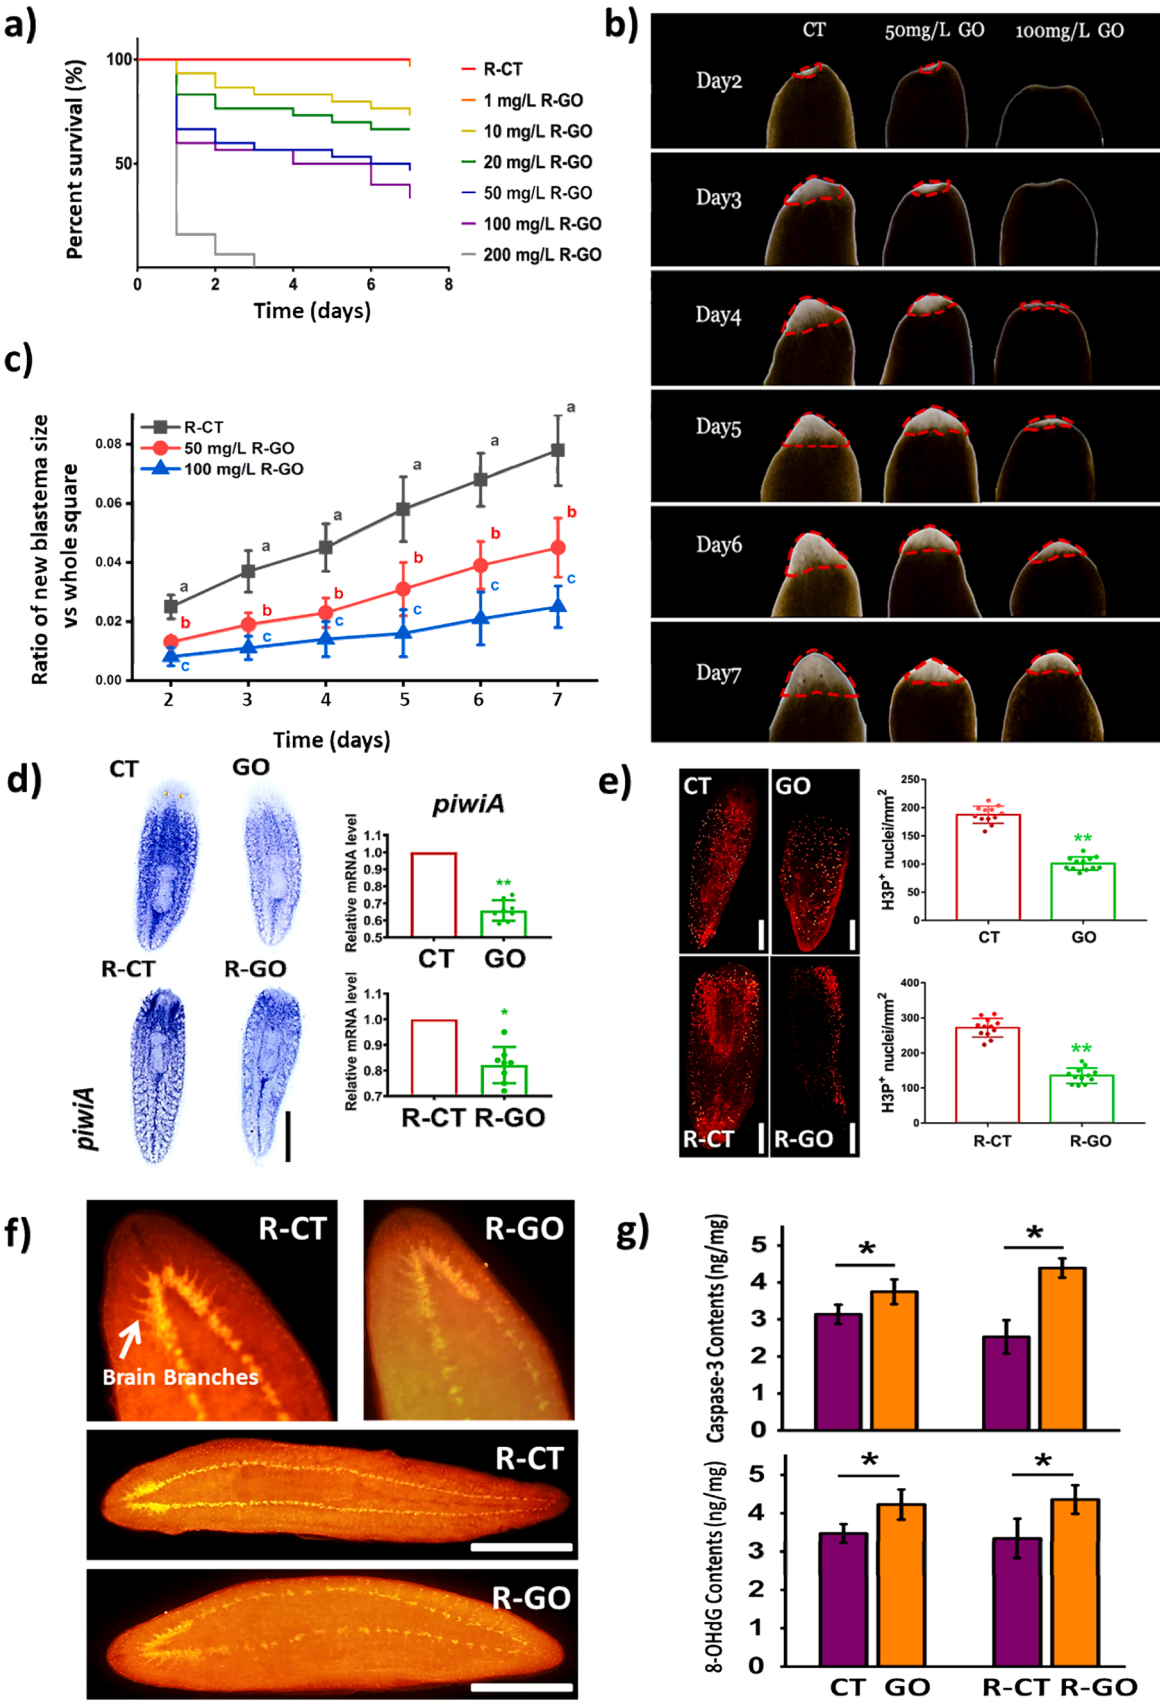 a)
Percent survival (%)
100
50
0
2
4
6
8
Time (days)
R-CT
1 mg/L R-GO
10 mg/L R-GO
20 mg/L R-GO
50 mg/L R-GO
100 mg/L R-GO
200 mg/L R-GO
b)
CT 50mg/L GO 100mg/L GO
Day2
Day3
Day4
Day5
Day6
Day7
c)
Ratio of new blastema size
vs whole square
0.08
0.06
0.04
0.02
0.00
R-CT
50 mg/L R-GO
100 mg/L R-GO
a a a a a a
b b b b b b
c c c c c c
2 3 4 5 6 7
Time (days)
d)
CT GO
R-CT R-GO
piwiA
piwiA
Relative mRNA level
1.1
1.0
0.9
0.8
0.7
0.6
0.5
**
CT GO
Relative mRNA level
1.1
1.0
0.9
0.8
0.7
*
R-CT R-GO
e)
CT GO
R-CT R-GO
H3P+ nuclei/mm2
250
200
150
100
50
0
**
CT GO
H3P+ nuclei/mm2
400
300
200
100
0
**
R-CT R-GO
f)
R-CT
Brain Branches
R-GO
R-CT
R-GO
g)
Caspase-3 Contents (ng/mg)
5
4
3
2
1
0
* *
8-OHdG Contents (ng/mg)
5
4
3
2
1
0
* *
CT GO R-CT R-GO